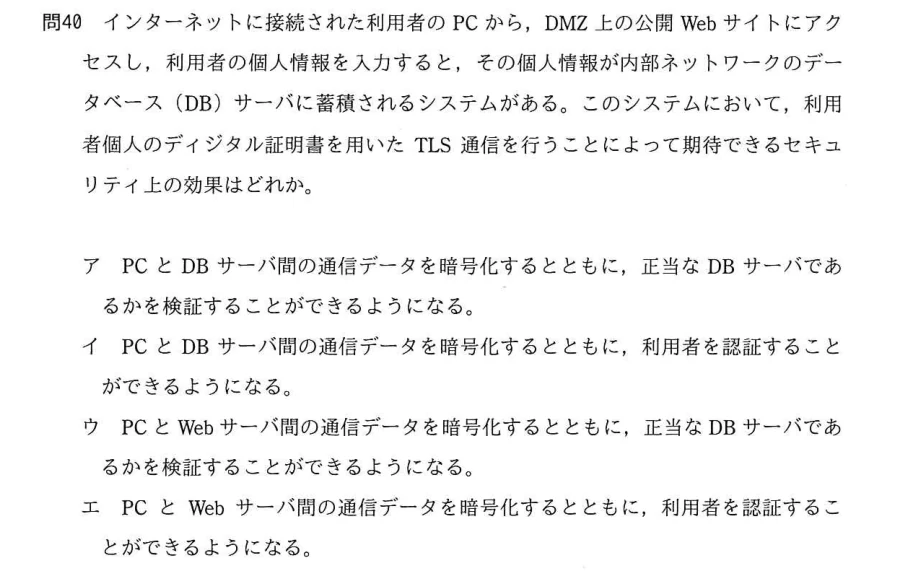 問40 インターネットに接続された利用者の PC から，DMZ 上の公開 Web サイトにアク
セスし，利用者の個人情報を入力すると，その個人情報が内部ネットワークのデー
タベース（DB）サーバに蓄積されるシステムがある。このシステムにおいて，利用
者個人のディジタル証明書を用いた TLS 通信を行うことによって期待できるセキュ
リティ上の効果はどれか。
ア PC と DB サーバ間の通信データを暗号化するとともに，正当な DB サーバであ
るかを検証することができるようになる。
イ PC と DB サーバ間の通信データを暗号化するとともに，利用者を認証すること
ができるようになる。
ウ PC と Web サーバ間の通信データを暗号化するとともに，正当な DB サーバであ
るかを検証することができるようになる。
エ PC と Web サーバ間の通信データを暗号化するとともに，利用者を認証するこ
とができるようになる。